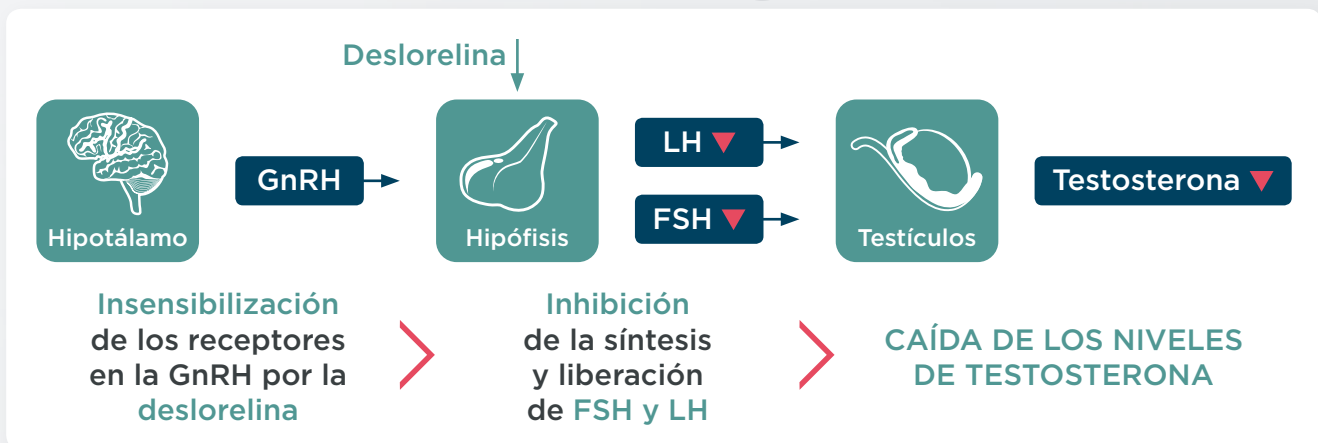 Deslorelina
Hipotálamo
GnRH
Hipófisis
LH
FSH
Testículos
Testosterona
Insensibilización
de los receptores
en la GnRH por la
deslorelina
Inhibición
de la síntesis
y liberación
de FSH y LH
CAÍDA DE LOS NIVELES
DE TESTOSTERONA